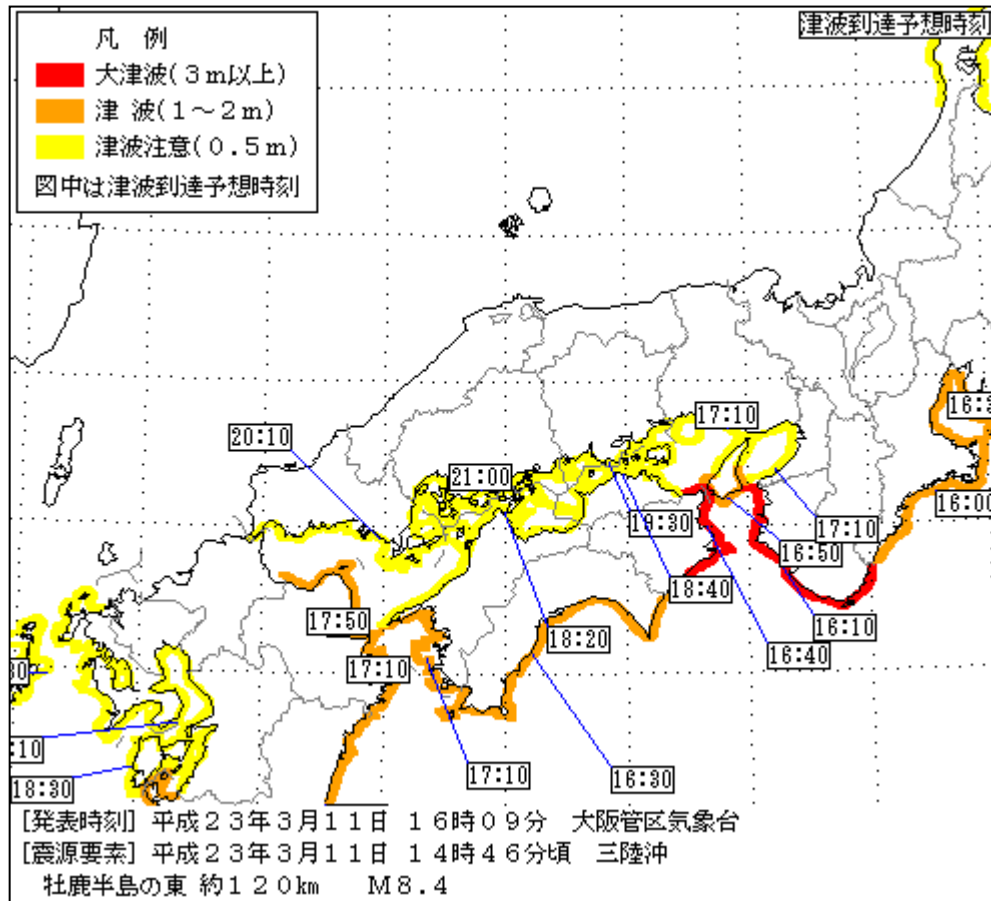 凡　例
津波到達予想時刻
大津波(３ｍ以上)
津　波(１～２ｍ)
津波注意(０.５ｍ)
図中は津波到達予想時刻
16:00
20:10
17:10
21:00
19:30
17:10
16:50
18:40
17:50
18:20
16:10
16:40
17:10
:10
18:30
17:10
16:30
[発表時刻] 平成２３年３月１１日 １６時０９分　大阪管区気象台
[震源要素] 平成２３年３月１１日 １４時４６分頃　三陸沖
牡鹿半島の東 約１２０km　　Ｍ８.４